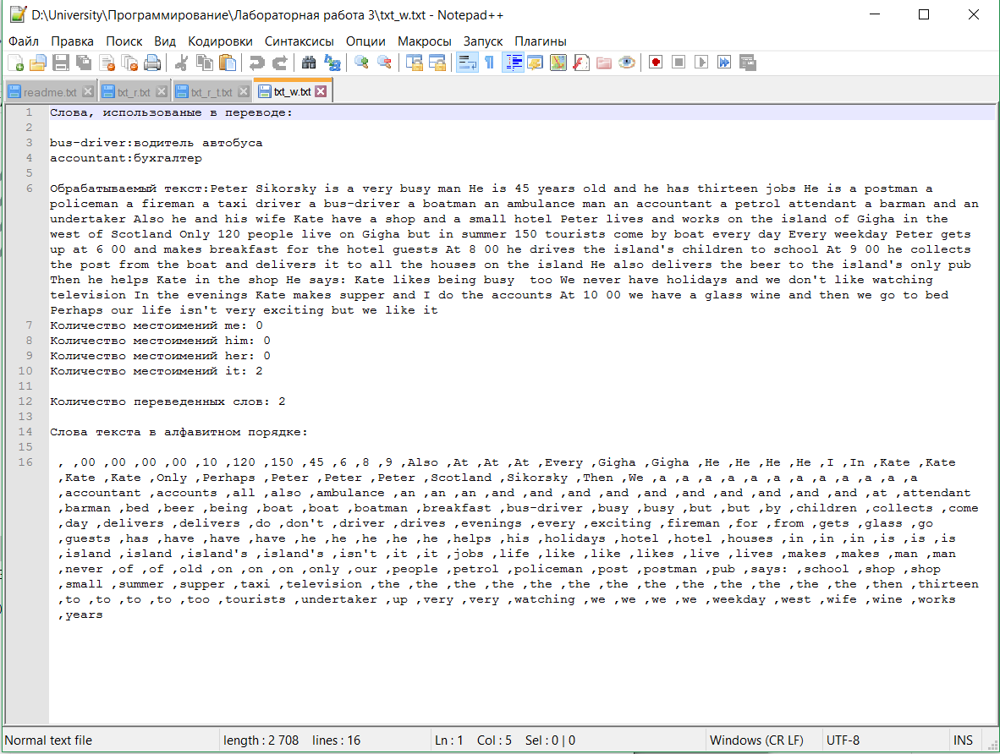 D:\University\Программирование\Лабораторная работа 3\txt_w.txt - Notepad++
Файл Правка Поиск Вид Кодировки Синтаксисы Опции Макросы Запуск Плагины
readme.txt txt_r.txt txt_r_t.txt txt_w.txt
1 Слова, использованые в переводе:
2
3 bus-driver:водитель автобуса
4 accountant:бухгалтер
5
6 Обрабатываемый текст:Peter Sikorsky is a very busy man He is 45 years old and he has thirteen jobs He is a postman a
policeman a fireman a taxi driver a bus-driver a boatman an ambulance man an accountant a petrol attendant a barman and an
undertaker Also he and his wife Kate have a shop and a small hotel Peter lives and works on the island of Gigha in the
west of Scotland Only 120 people live on Gigha but in summer 150 tourists come by boat every day Every weekday Peter gets
up at 6 00 and makes breakfast for the hotel guests At 8 00 he drives the island's children to school At 9 00 he collects
the post from the boat and delivers it to all the houses on the island He also delivers the beer to the island's only pub
Then he helps Kate in the shop He says: Kate likes being busy  too We never have holidays and we don't like watching
television In the evenings Kate makes supper and I do the accounts At 10 00 we have a glass wine and then we go to bed
Perhaps our life isn't very exciting but we like it
7 Количество местоимений me: 0
8 Количество местоимений him: 0
9 Количество местоимений her: 0
10 Количество местоимений it: 2
11
12 Количество переведенных слов: 2
13
14 Слова текста в алфавитном порядке:
15
16 , ,00 ,00 ,00 ,00 ,10 ,120 ,150 ,45 ,6 ,8 ,9 ,Also ,At ,At ,At ,Every ,Gigha ,Gigha ,He ,He ,He ,He ,I ,In ,Kate ,Kate
,Kate ,Kate ,Only ,Perhaps ,Peter ,Peter ,Peter ,Scotland ,Sikorsky ,Then ,We ,a ,a ,a ,a ,a ,a ,a ,a ,a ,a ,a ,a
,accountant ,accounts ,all ,also ,ambulance ,an ,an ,an ,and ,and ,and ,and ,and ,and ,and ,and ,and ,and ,at ,attendant
,barman ,bed ,beer ,being ,boat ,boat ,boatman ,breakfast ,bus-driver ,busy ,busy ,but ,but ,by ,children ,collects ,come
,day ,delivers ,delivers ,do ,don't ,driver ,drives ,evenings ,every ,exciting ,fireman ,for ,from ,gets ,glass ,go
,guests ,has ,have ,have ,have ,he ,he ,he ,he ,he ,helps ,his ,holidays ,hotel ,hotel ,houses ,in ,in ,in ,is ,is ,is
,island ,island ,island's ,island's ,isn't ,it ,it ,jobs ,life ,like ,like ,likes ,live ,lives ,makes ,makes ,man ,man
,never ,of ,of ,old ,on ,on ,on ,only ,our ,people ,petrol ,policeman ,post ,postman ,pub ,says: ,school ,shop ,shop
,small ,summer ,supper ,taxi ,television ,the ,the ,the ,the ,the ,the ,the ,the ,the ,the ,the ,the ,the ,then ,thirteen
,to ,to ,to ,to ,too ,tourists ,undertaker ,up ,very ,very ,watching ,we ,we ,we ,we ,weekday ,west ,wife ,wine ,works
,years
Normal text file length : 2 708 lines : 16 Ln : 1 Col : 5 Sel : 0 | 0 Windows (CR LF) UTF-8 INS